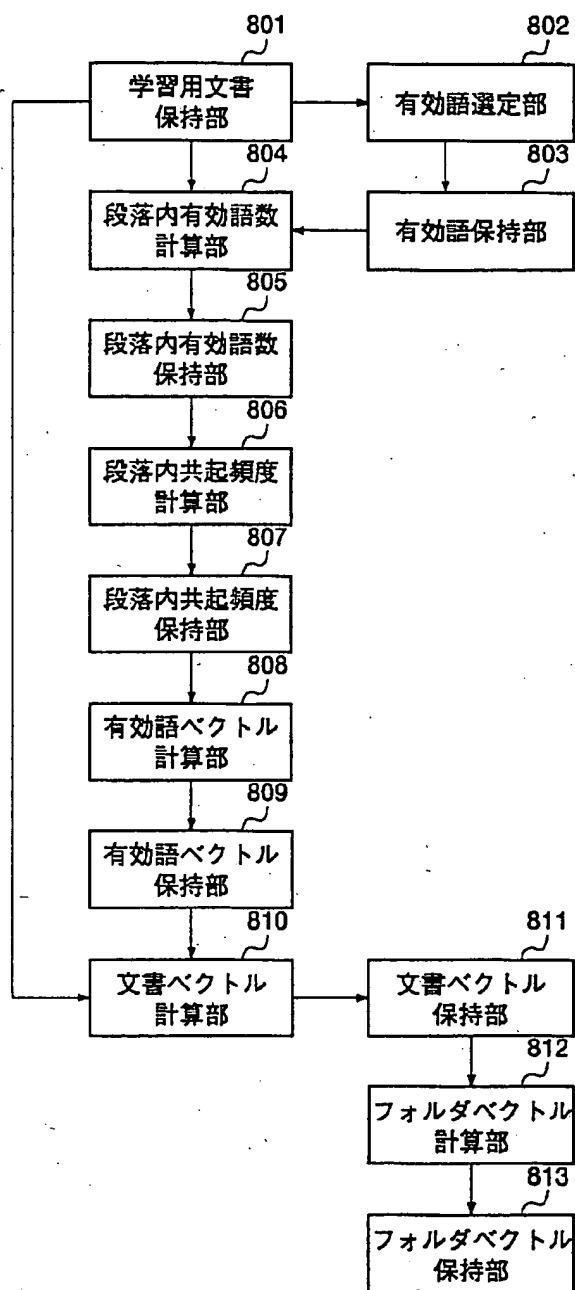 801
学習用文書
保持部
802
有効語選定部
803
有効語保持部
804
段落内有効語数
計算部
805
段落内有効語数
保持部
806
段落内共起頻度
計算部
807
段落内共起頻度
保持部
808
有効語ベクトル
計算部
809
有効語ベクトル
保持部
810
文書ベクトル
計算部
811
文書ベクトル
保持部
812
フォルダベクトル
計算部
813
フォルダベクトル
保持部